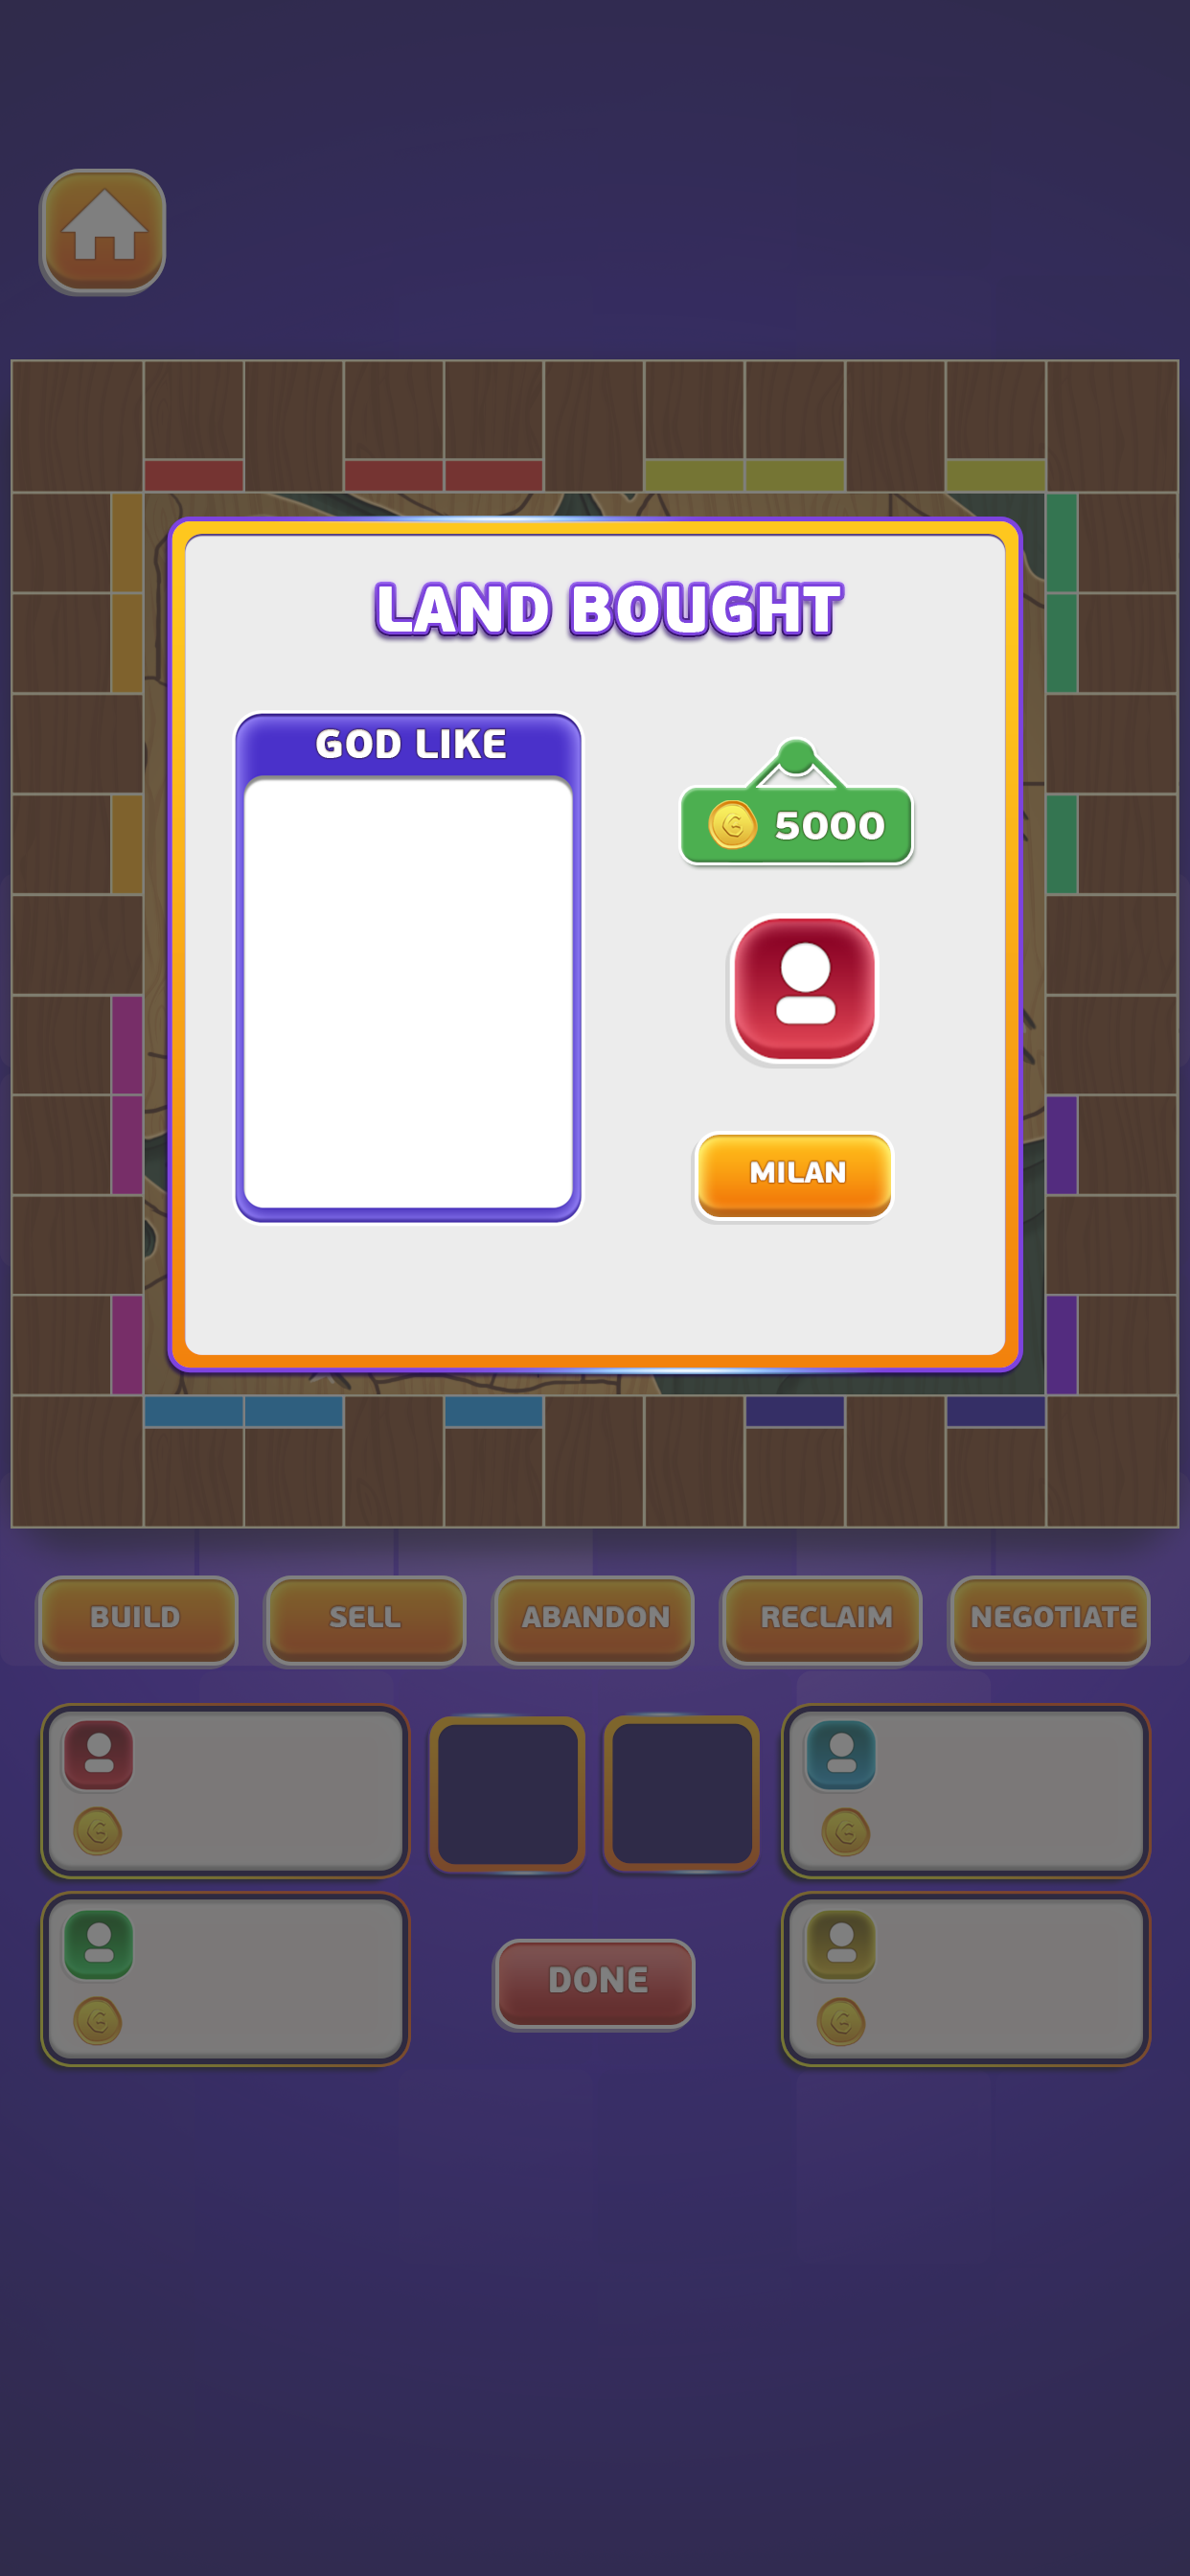 LAND BOUGHT
GOD LIKE
5000
MILAN
BUILD
SELL
ABANDON
RECLAIM
NEGOTIATE
DONE